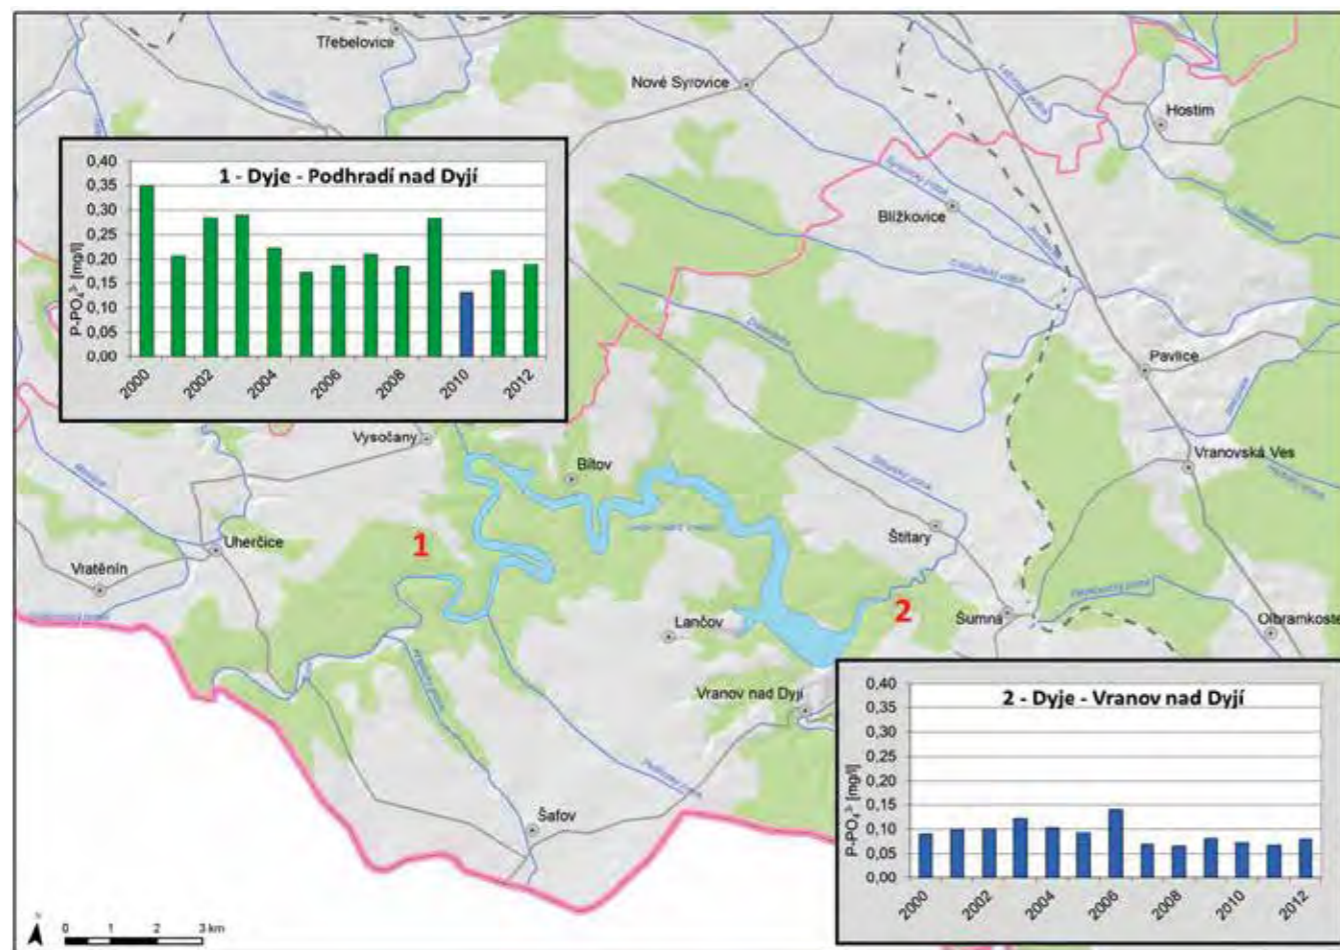 Třebelovice
Nové Syrovice
Hostim
Blížkovice
1 - Dyje - Podhradí nad Dyjí
P-PO₄³⁻ [mg/l]
0,40
0,35
0,30
0,25
0,20
0,15
0,10
0,05
0,00
2000
2002
2004
2006
2008
2010
2012
Pavlice
Vysočany
Bítov
Vranovská Ves
Štítary
1
Uherčice
Vratěnín
2
Šumná
Lančov
Olbramkoste
Vranov nad Dyjí
2 - Dyje - Vranov nad Dyjí
P-PO₄³⁻ [mg/l]
0,40
0,35
0,30
0,25
0,20
0,15
0,10
0,05
0,00
2000
2002
2004
2006
2008
2010
2012
Šafov
N
0 1 2 3 km